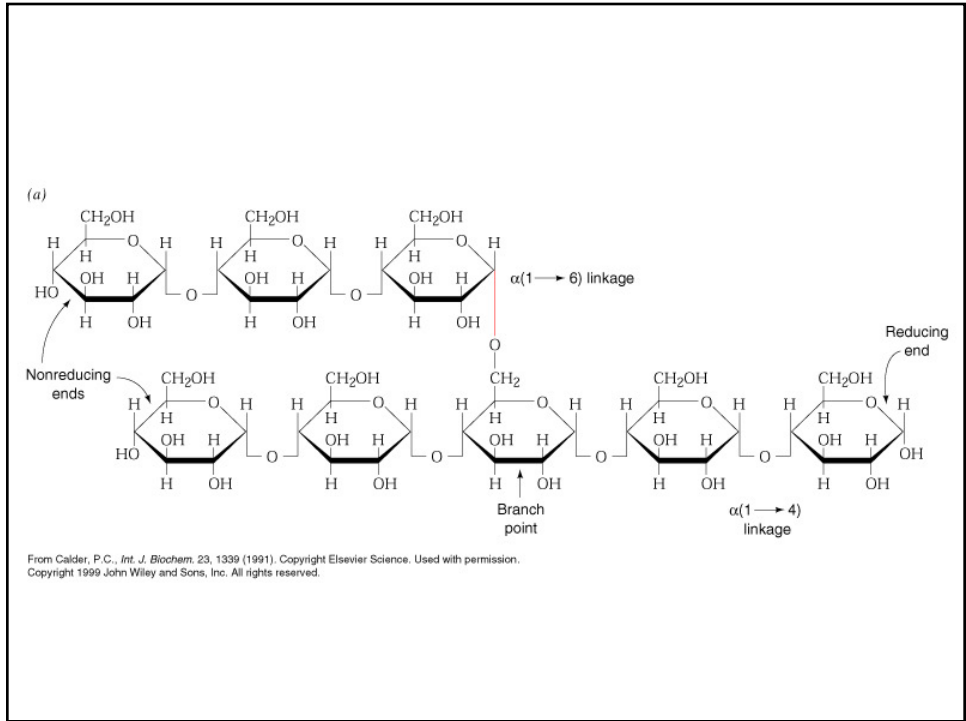 (a)
CH₂OH CH₂OH CH₂OH
H O H H O H H O H
H H H
OH H OH H OH H α(1 → 6) linkage
HO O O
H OH H OH H OH
O
Reducing
end
Nonreducing
ends
CH₂OH CH₂OH CH₂ CH₂OH CH₂OH
H O H H O H H O H H O H H O H
H H H H H
OH H OH H OH H OH H OH H
HO O O O O OH
H OH H OH H OH H OH H OH
Branch
point
α(1 → 4)
linkage
From Calder, P.C., Int. J. Biochem. 23, 1339 (1991). Copyright Elsevier Science. Used with permission.
Copyright 1999 John Wiley and Sons, Inc. All rights reserved.